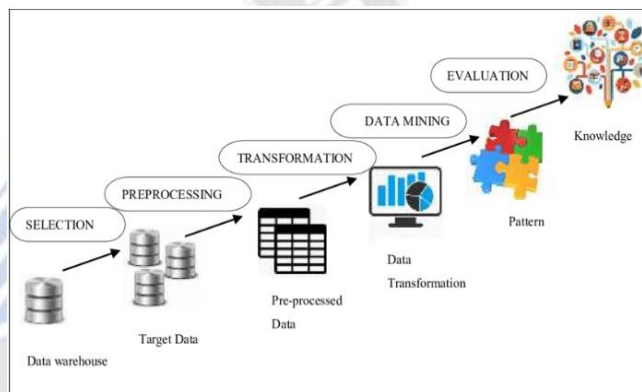 EVALUATION
Knowledge
DATA MINING
Pattern
TRANSFORMATION
Data
Transformation
PREPROCESSING
Pre-processed
Data
SELECTION
Target Data
Data warehouse